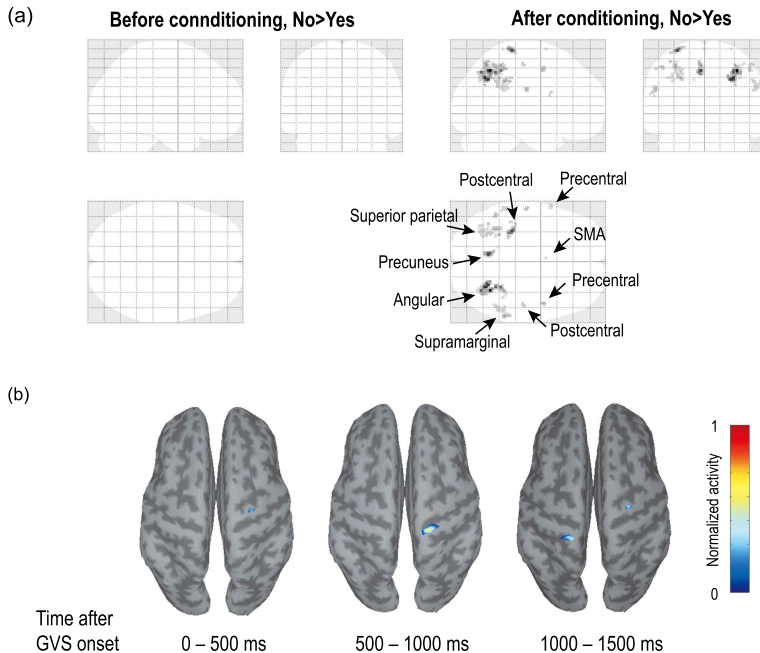 (a)
Before connditioning, No>Yes
After conditioning, No>Yes
Postcentral
Precentral
Superior parietal
SMA
Precuneus
Precentral
Angular
Postcentral
Supramarginal
(b)
1
Normalized activity
0
Time after
GVS onset
0 – 500 ms
500 – 1000 ms
1000 – 1500 ms